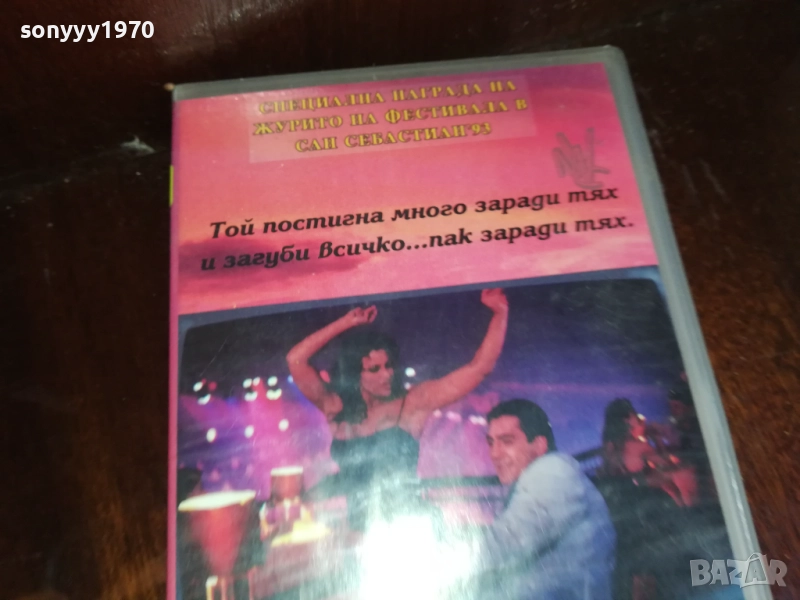 sonyyy1970
СПЕЦИАЛНА НАГРАДА НА
ЖУРИТО НА ФЕСТИВАЛА В
САН СЕБАСТИАН'93
Той постигна много заради тях
и загуби всичко...пак заради тях.
BAZAR